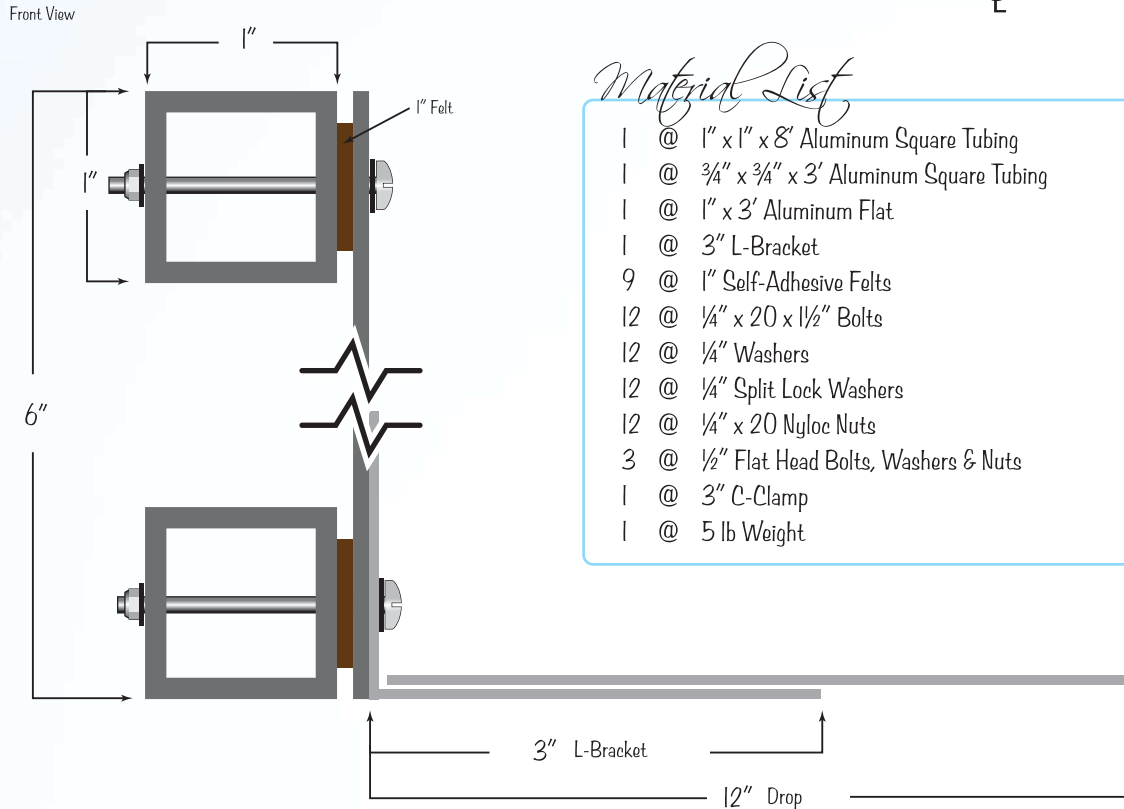 Front View
℄
1″
1″ Felt
1″
6″
Material List
1 @ 1″ x 1″ x 8′ Aluminum Square Tubing
1 @ ¾″ x ¾″ x 3′ Aluminum Square Tubing
1 @ 1″ x 3′ Aluminum Flat
1 @ 3″ L-Bracket
9 @ 1″ Self-Adhesive Felts
12 @ ¼″ x 20 x 1½″ Bolts
12 @ ¼″ Washers
12 @ ¼″ Split Lock Washers
12 @ ¼″ x 20 Nyloc Nuts
3 @ ½″ Flat Head Bolts, Washers & Nuts
1 @ 3″ C-Clamp
1 @ 5 lb Weight
3″ L-Bracket
12″ Drop